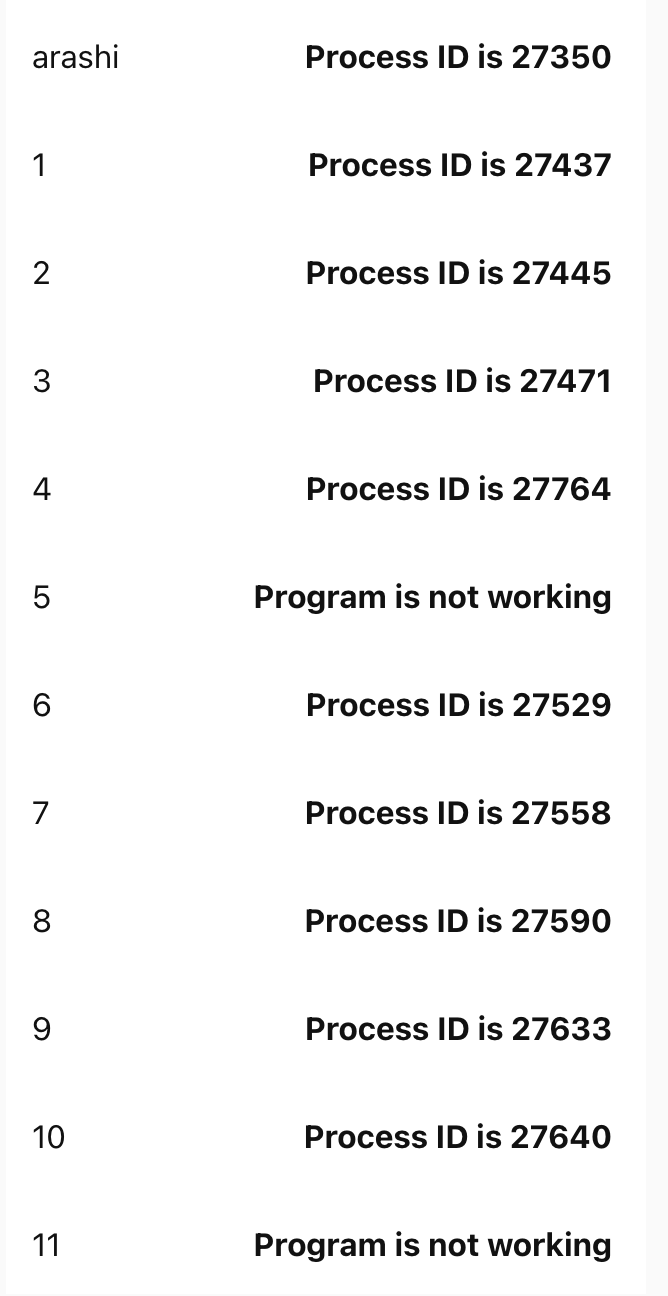 arashi Process ID is 27350
1 Process ID is 27437
2 Process ID is 27445
3 Process ID is 27471
4 Process ID is 27764
5 Program is not working
6 Process ID is 27529
7 Process ID is 27558
8 Process ID is 27590
9 Process ID is 27633
10 Process ID is 27640
11 Program is not working